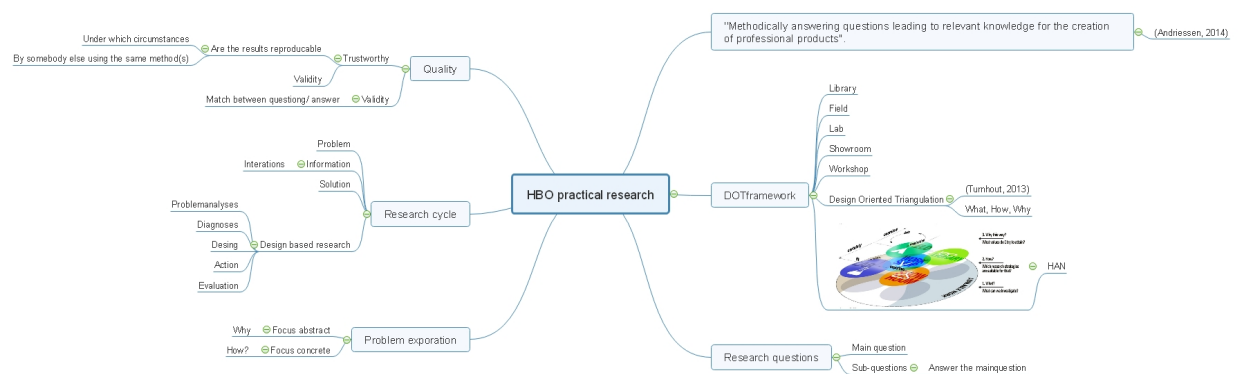 "Methodically answering questions leading to relevant knowledge for the creation
of professional products".
(Andriessen, 2014)
Under which circumstances
Are the results reproducable
By somebody else using the same method(s)
Trustworthy
Validity
Quality
Match between questiong/ answer
Validity
Library
Field
Lab
Showroom
Workshop
Design Oriented Triangulation
(Turnhout, 2013)
What, How, Why
DOTframework
HAN
HBO practical research
Problem
Interations
Information
Solution
Research cycle
Problemanalyses
Diagnoses
Desing
Action
Evaluation
Design based research
Why
Focus abstract
How?
Focus concrete
Problem exporation
Research questions
Main question
Sub-questions
Answer the mainquestion